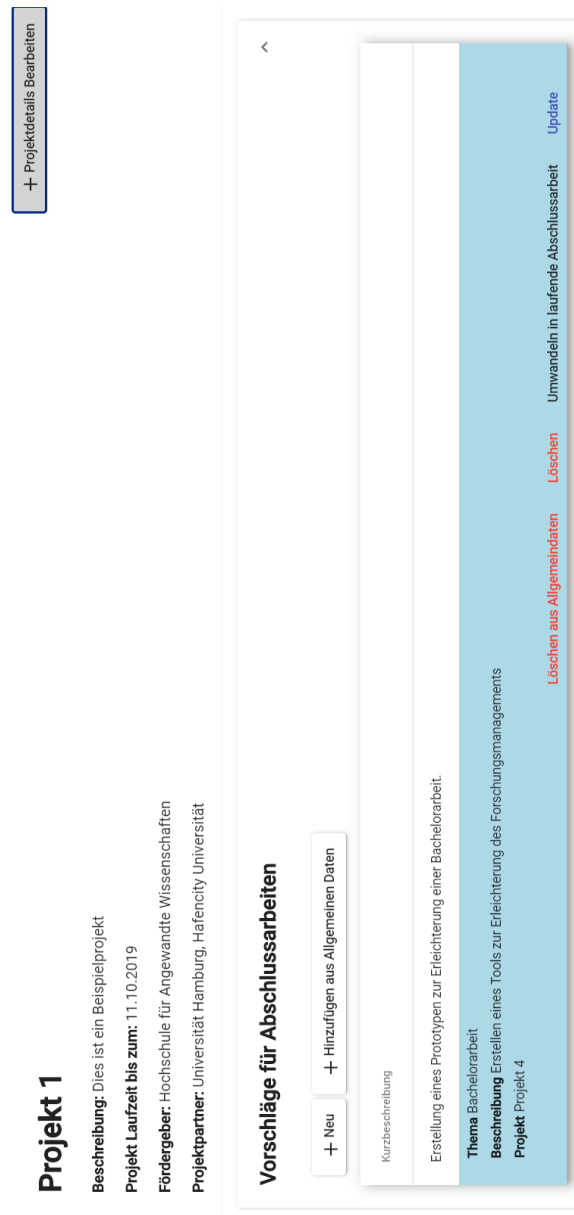 + Projektdetails Bearbeiten
Projekt 1
Beschreibung: Dies ist ein Beispielprojekt
Projekt Laufzeit bis zum: 11.10.2019
Fördergeber: Hochschule für Angewandte Wissenschaften
Projektpartner: Universität Hamburg, Hafencity Universität
Vorschläge für Abschlussarbeiten
+ Neu + Hinzufügen aus Allgemeinen Daten
Kurzbeschreibung
Erstellung eines Prototypen zur Erleichterung einer Bachelorarbeit.
Thema Bachelorarbeit
Beschreibung Erstellen eines Tools zur Erleichterung des Forschungsmanagements
Projekt Projekt 4
Löschen aus Allgemeindaten Löschen Umwandeln in laufende Abschlussarbeit Update